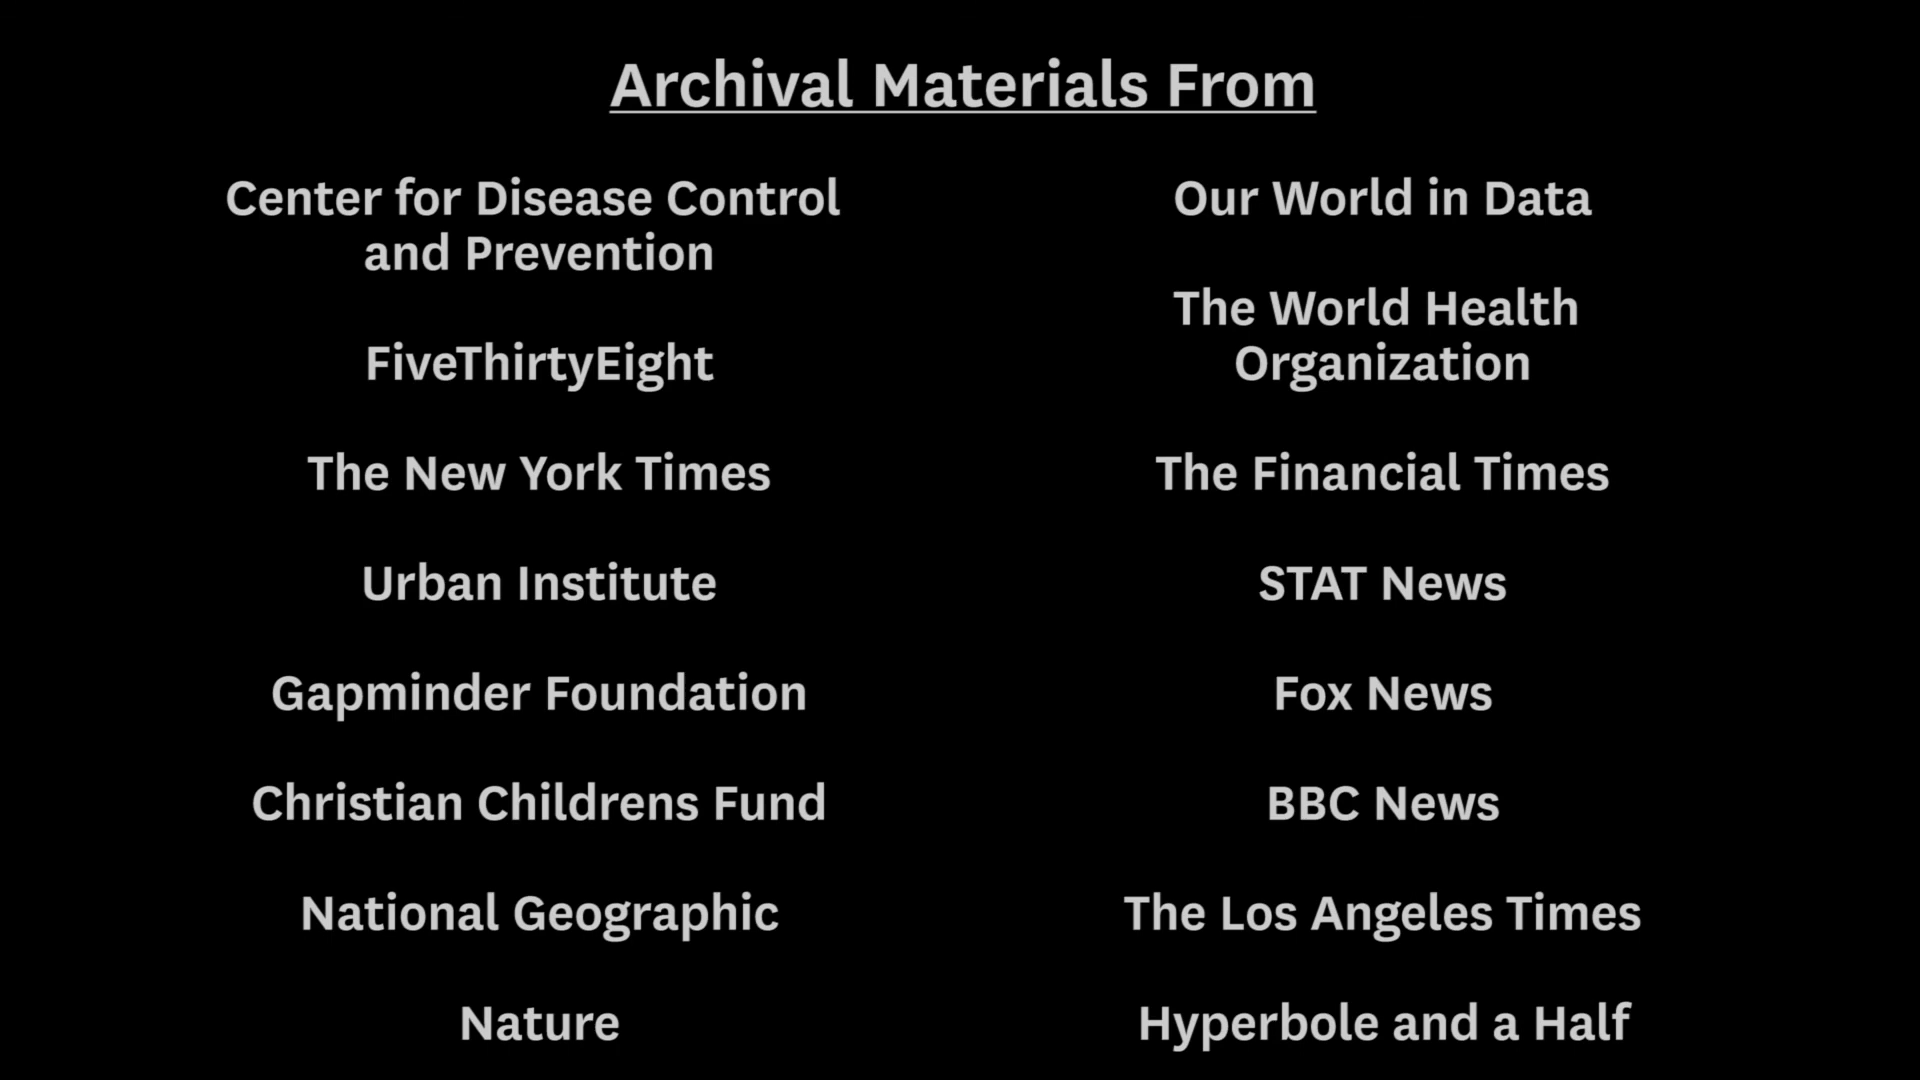 Archival Materials From
Center for Disease Control
and Prevention
FiveThirtyEight
The New York Times
Urban Institute
Gapminder Foundation
Christian Childrens Fund
National Geographic
Nature
Our World in Data
The World Health
Organization
The Financial Times
STAT News
Fox News
BBC News
The Los Angeles Times
Hyperbole and a Half